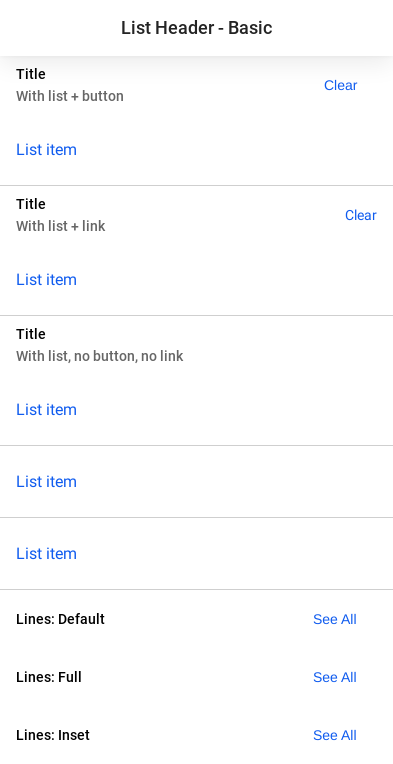 List Header - Basic
Title
With list + button
Clear
List item
Title
With list + link
Clear
List item
Title
With list, no button, no link
List item
List item
List item
Lines: Default
See All
Lines: Full
See All
Lines: Inset
See All